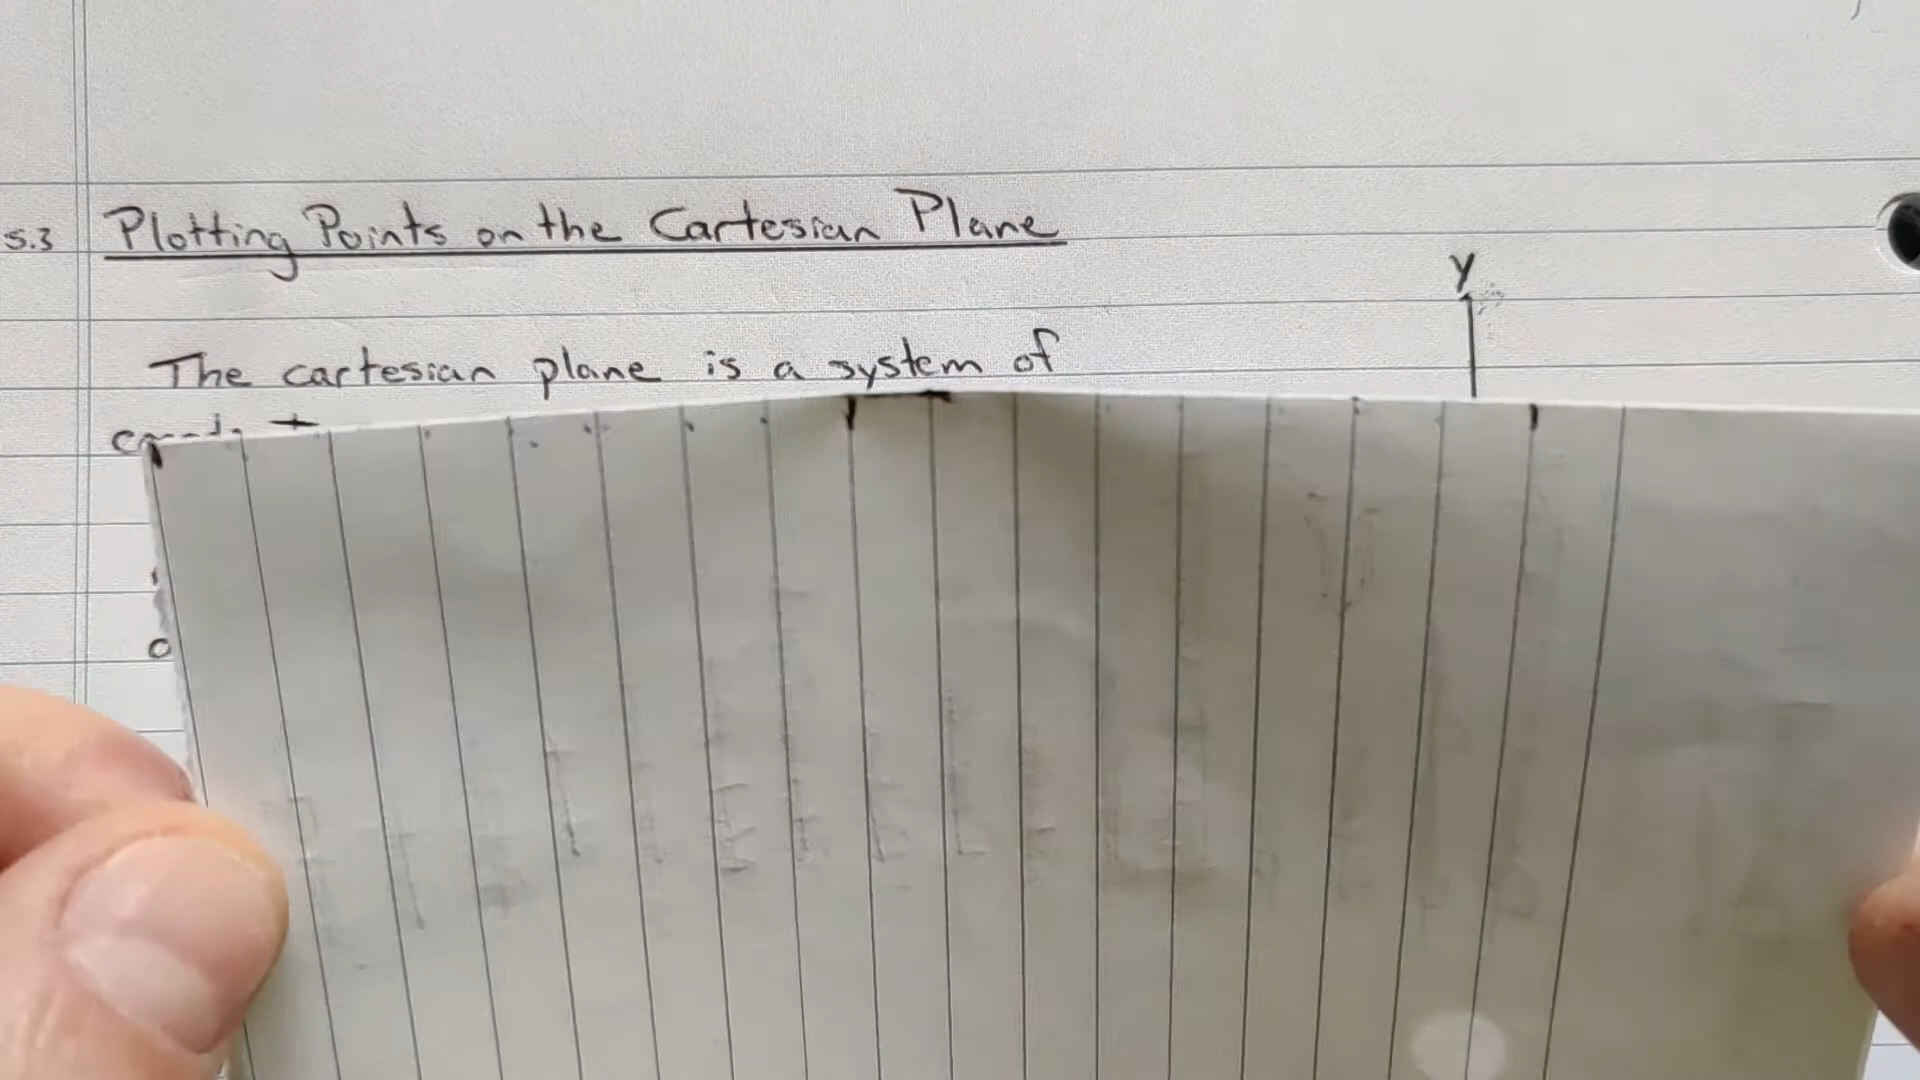 5.3 Plotting Points on the Cartesian Plane
y
The cartesian plane is a system of